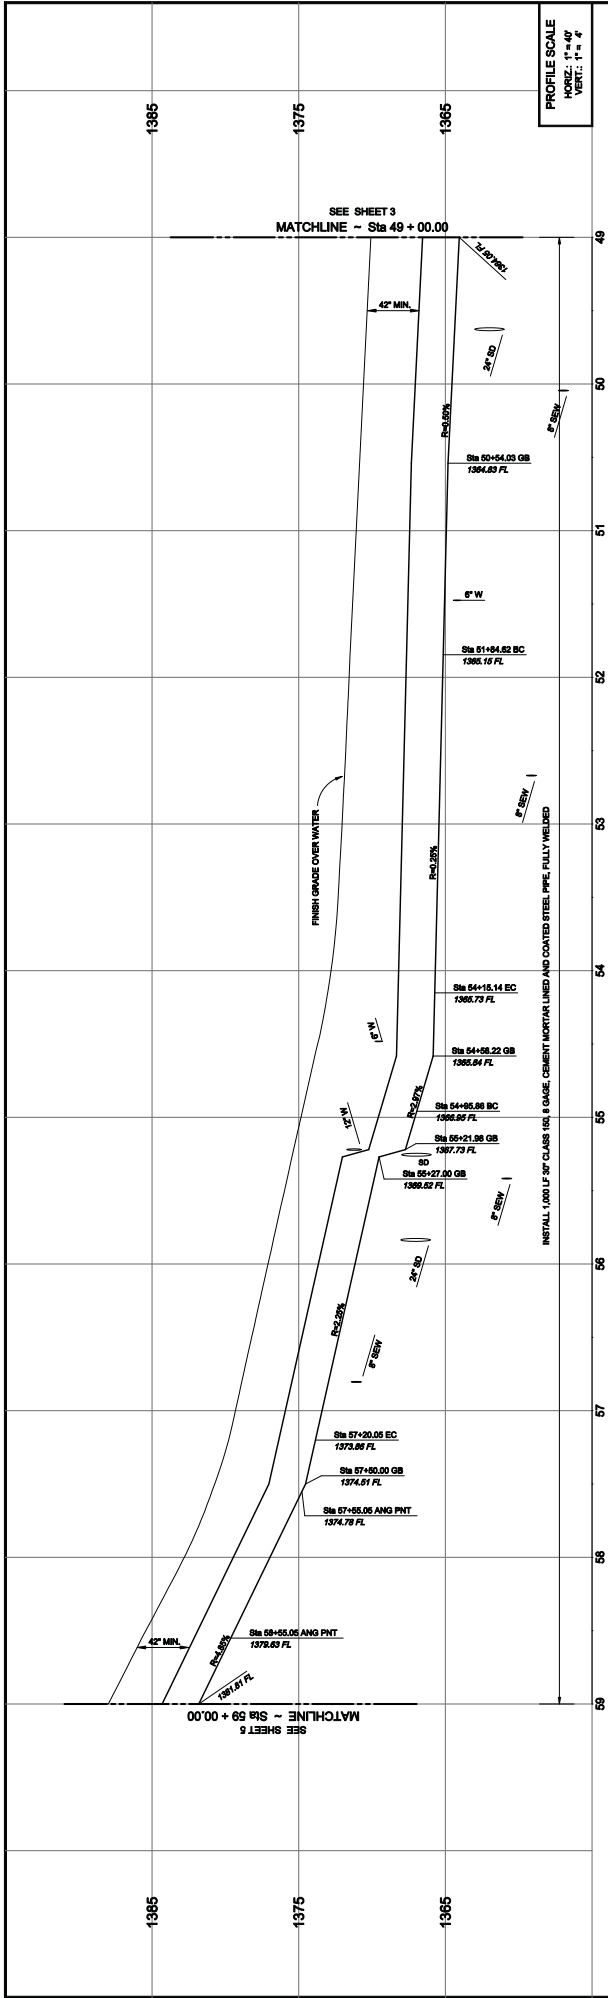 PROFILE SCALE
HORIZ.: 1" = 40'
VERT.: 1" = 4'
1385
1375
1365
SEE SHEET 3
MATCHLINE ~ Sta 49 + 00.00
1364.05 FL
42" MIN.
24" SD
8" SEW
R=0.50%
Sta 50+54.03 GB
1364.83 FL
6" W
Sta 51+84.62 BC
1365.15 FL
8" SEW
FINISH GRADE OVER WATER
R=0.25%
Sta 54+15.14 EC
1365.73 FL
6" W
Sta 54+58.22 GB
1365.84 FL
R=2.97%
Sta 54+95.88 BC
1366.95 FL
12" W
Sta 55+21.98 GB
1367.73 FL
SD
Sta 55+27.00 GB
1369.52 FL
8" SEW
24" SD
R=2.25%
8" SEW
Sta 57+20.05 EC
1373.86 FL
Sta 57+50.00 GB
1374.51 FL
Sta 57+55.05 ANG PNT
1374.78 FL
42" MIN.
R=4.85%
Sta 58+55.05 ANG PNT
1379.63 FL
1381.81 FL
MATCHLINE ~ Sta 59 + 00.00
SEE SHEET 5
INSTALL 1,000 LF 30" CLASS 150, 8 GAGE, CEMENT MORTAR LINED AND COATED STEEL PIPE, FULLY WELDED
49
50
51
52
53
54
55
56
57
58
59
1385
1375
1365